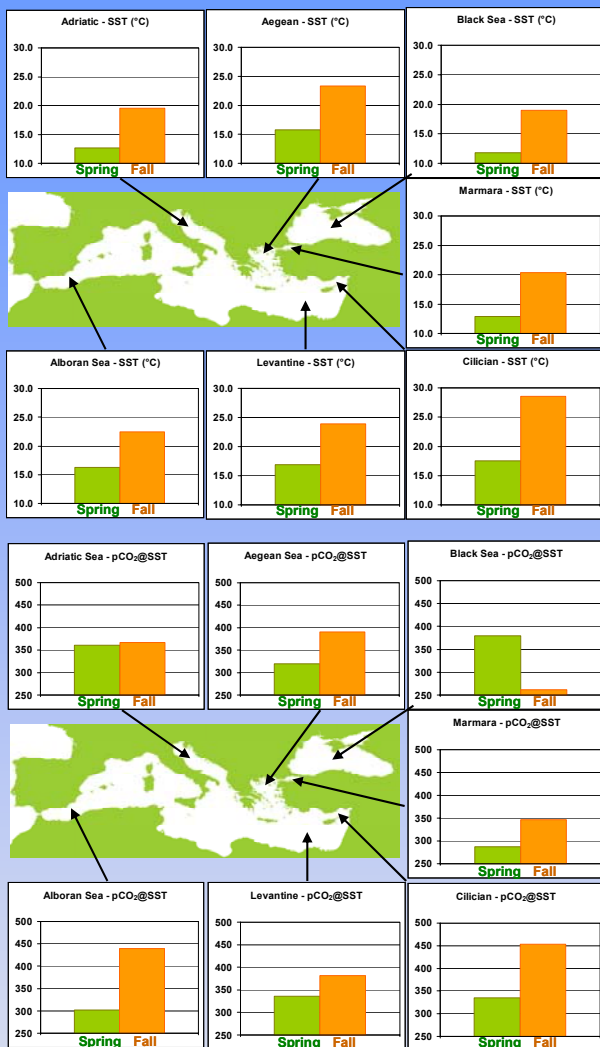 Adriatic - SST (°C)
30.0
25.0
20.0
15.0
10.0
Spring Fall
Aegean - SST (°C)
30.0
25.0
20.0
15.0
10.0
Spring Fall
Black Sea - SST (°C)
30.0
25.0
20.0
15.0
10.0
Spring Fall
Marmara - SST (°C)
30.0
25.0
20.0
15.0
10.0
Spring Fall
Alboran Sea - SST (°C)
30.0
25.0
20.0
15.0
10.0
Spring Fall
Levantine - SST (°C)
30.0
25.0
20.0
15.0
10.0
Spring Fall
Cilician - SST (°C)
30.0
25.0
20.0
15.0
10.0
Spring Fall
Adriatic Sea - pCO₂@SST
500
450
400
350
300
250
Spring Fall
Aegean Sea - pCO₂@SST
500
450
400
350
300
250
Spring Fall
Black Sea - pCO₂@SST
500
450
400
350
300
250
Spring Fall
Marmara - pCO₂@SST
500
450
400
350
300
250
Spring Fall
Alboran Sea - pCO₂@SST
500
450
400
350
300
250
Spring Fall
Levantine - pCO₂@SST
500
450
400
350
300
250
Spring Fall
Cilician - pCO₂@SST
500
450
400
350
300
250
Spring Fall